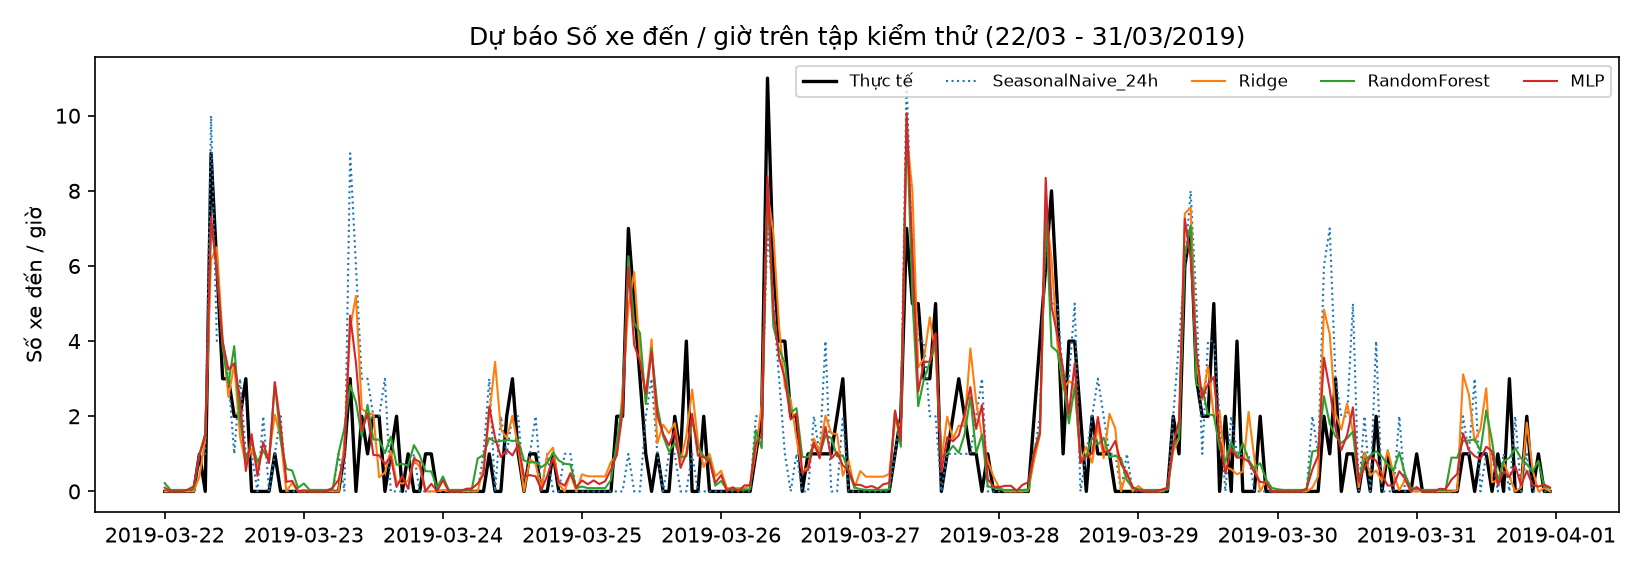 Dự báo Số xe đến / giờ trên tập kiểm thử (22/03 - 31/03/2019)
Thực tế SeasonalNaive_24h Ridge RandomForest MLP
Số xe đến / giờ
10
8
6
4
2
0
2019-03-22 2019-03-23 2019-03-24 2019-03-25 2019-03-26 2019-03-27 2019-03-28 2019-03-29 2019-03-30 2019-03-31 2019-04-01